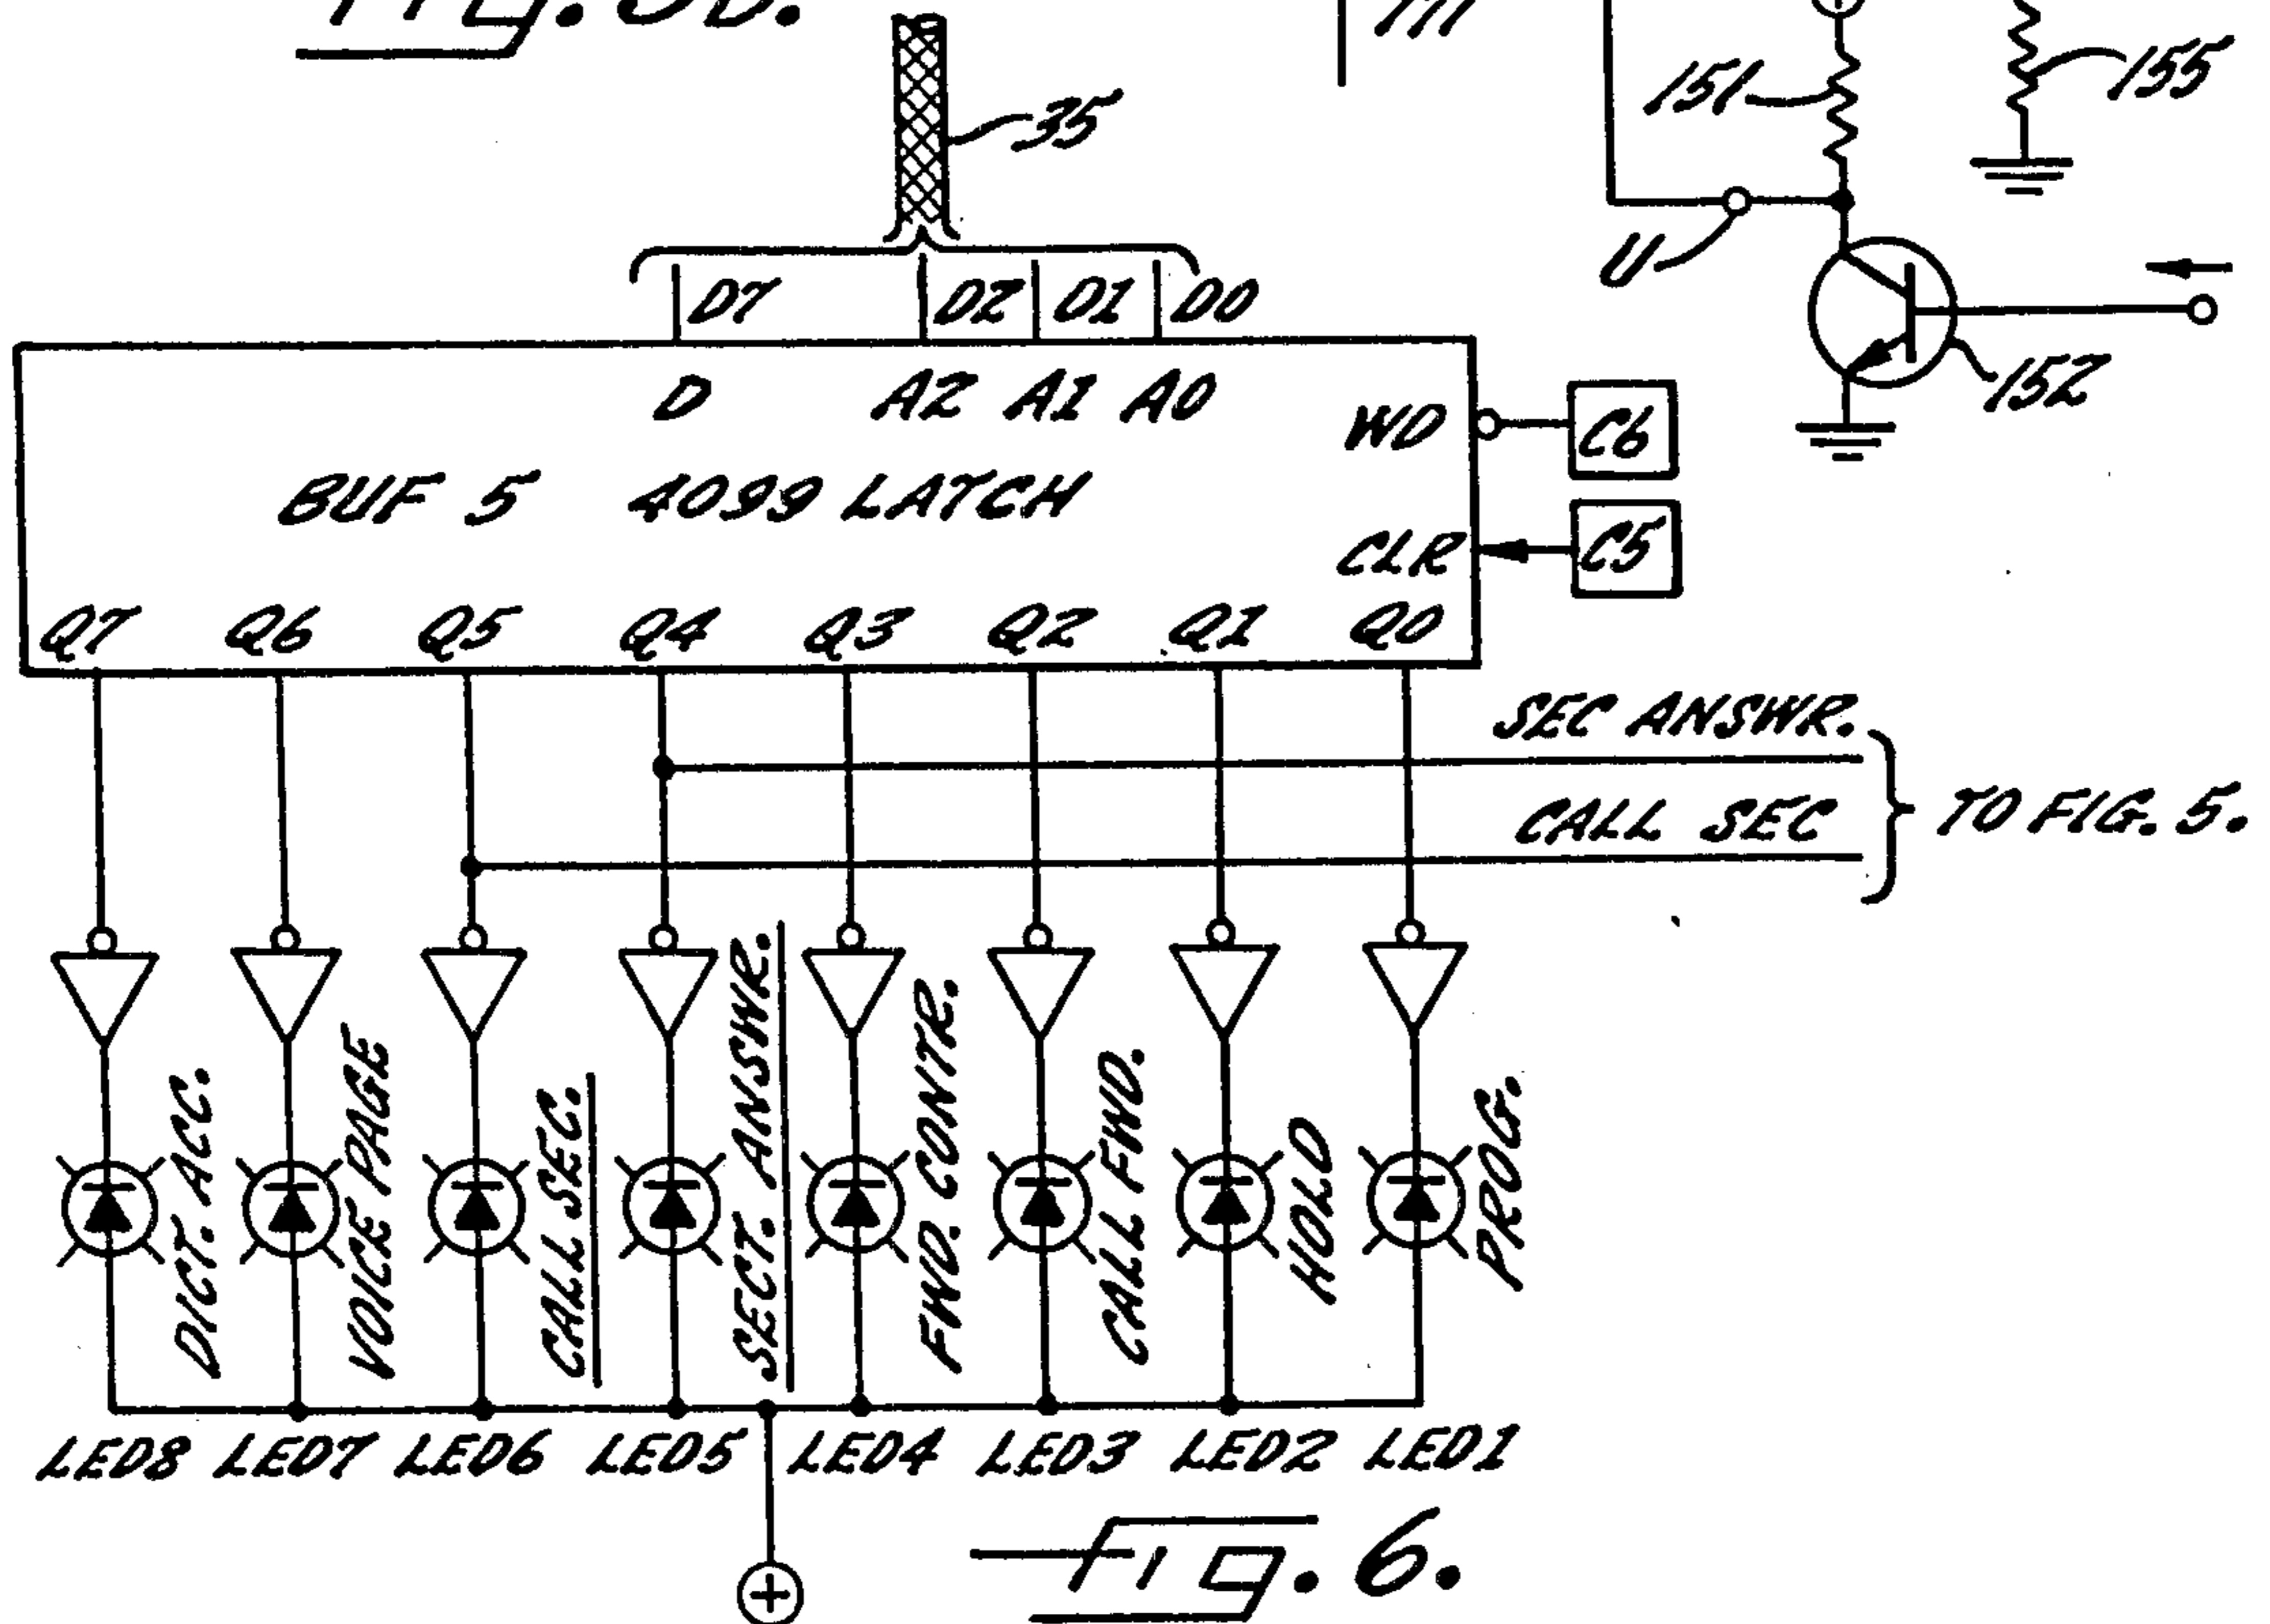 111
151
155
35
U
D7 D2 D1 D0
D A2 A1 A0
WD C6
152
BUF 5 4099 LATCH
CLR C5
Q7 Q6 Q5 Q4 Q3 Q2 Q1 Q0
SEC ANSWR.
CALL SEC
TO FIG. 5.
DICT. ACC.
VOICE PAGE
CALL SEC.
SECT. ANSWR.
FWD. CONTR.
CALL FWD.
HOLD
PROG.
LED8 LED7 LED6 LED5 LED4 LED3 LED2 LED1
+
Fig. 6.